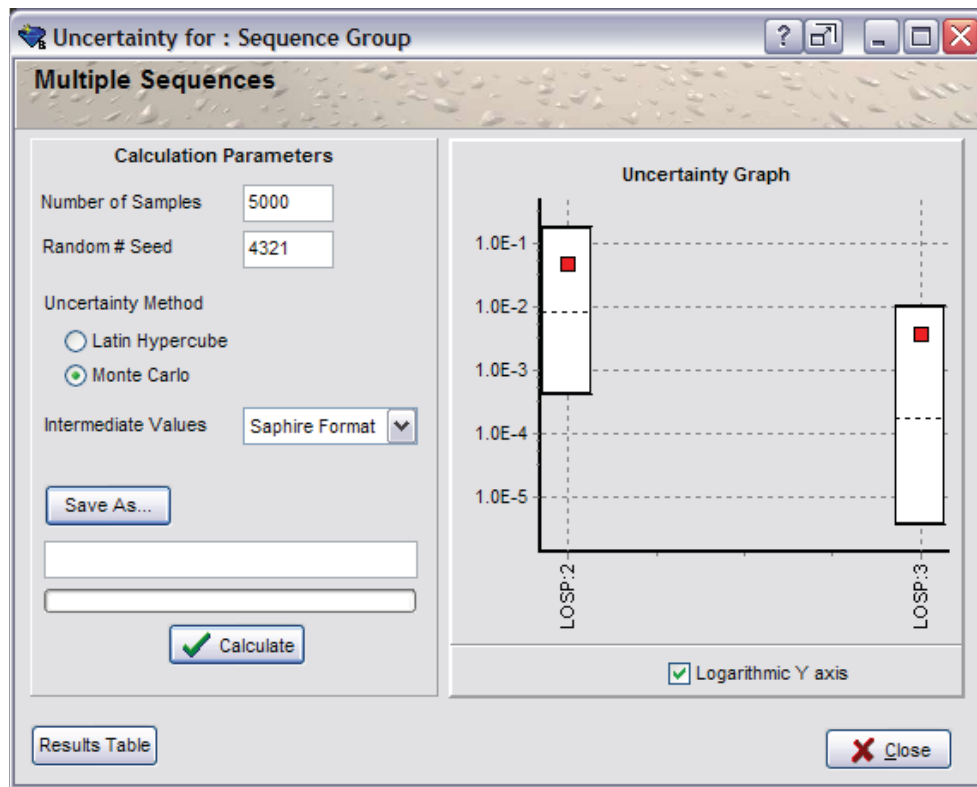 Uncertainty for : Sequence Group
Multiple Sequences
Calculation Parameters
Number of Samples 5000
Random # Seed 4321
Uncertainty Method
Latin Hypercube
Monte Carlo
Intermediate Values Saphire Format
Save As...
Calculate
Uncertainty Graph
1.0E-1
1.0E-2
1.0E-3
1.0E-4
1.0E-5
LOSP:2
LOSP:3
Logarithmic Y axis
Results Table
Close